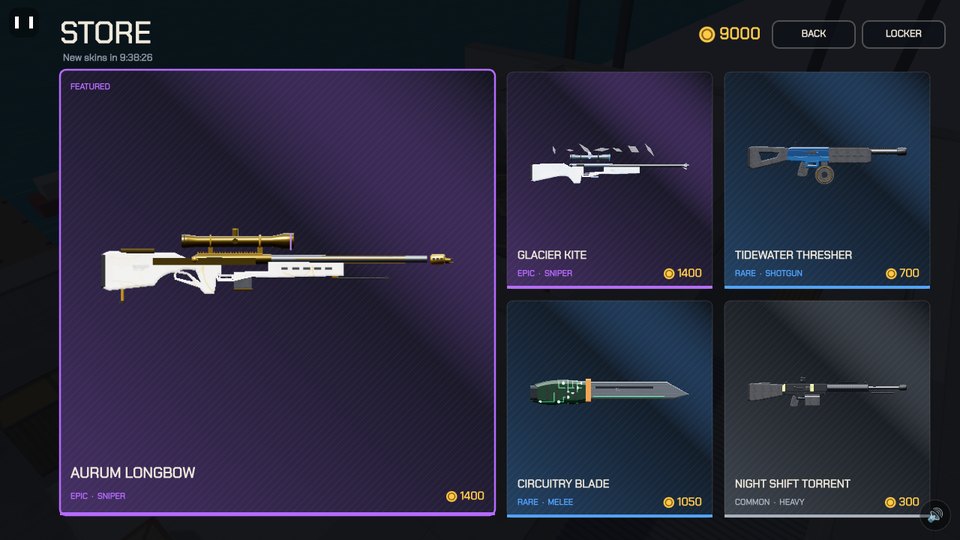 STORE
New skins in 9:38:26
9000
BACK
LOCKER
FEATURED
AURUM LONGBOW
EPIC · SNIPER
1400
GLACIER KITE
EPIC · SNIPER
1400
TIDEWATER THRESHER
RARE · SHOTGUN
700
CIRCUITRY BLADE
RARE · MELEE
1050
NIGHT SHIFT TORRENT
COMMON · HEAVY
300